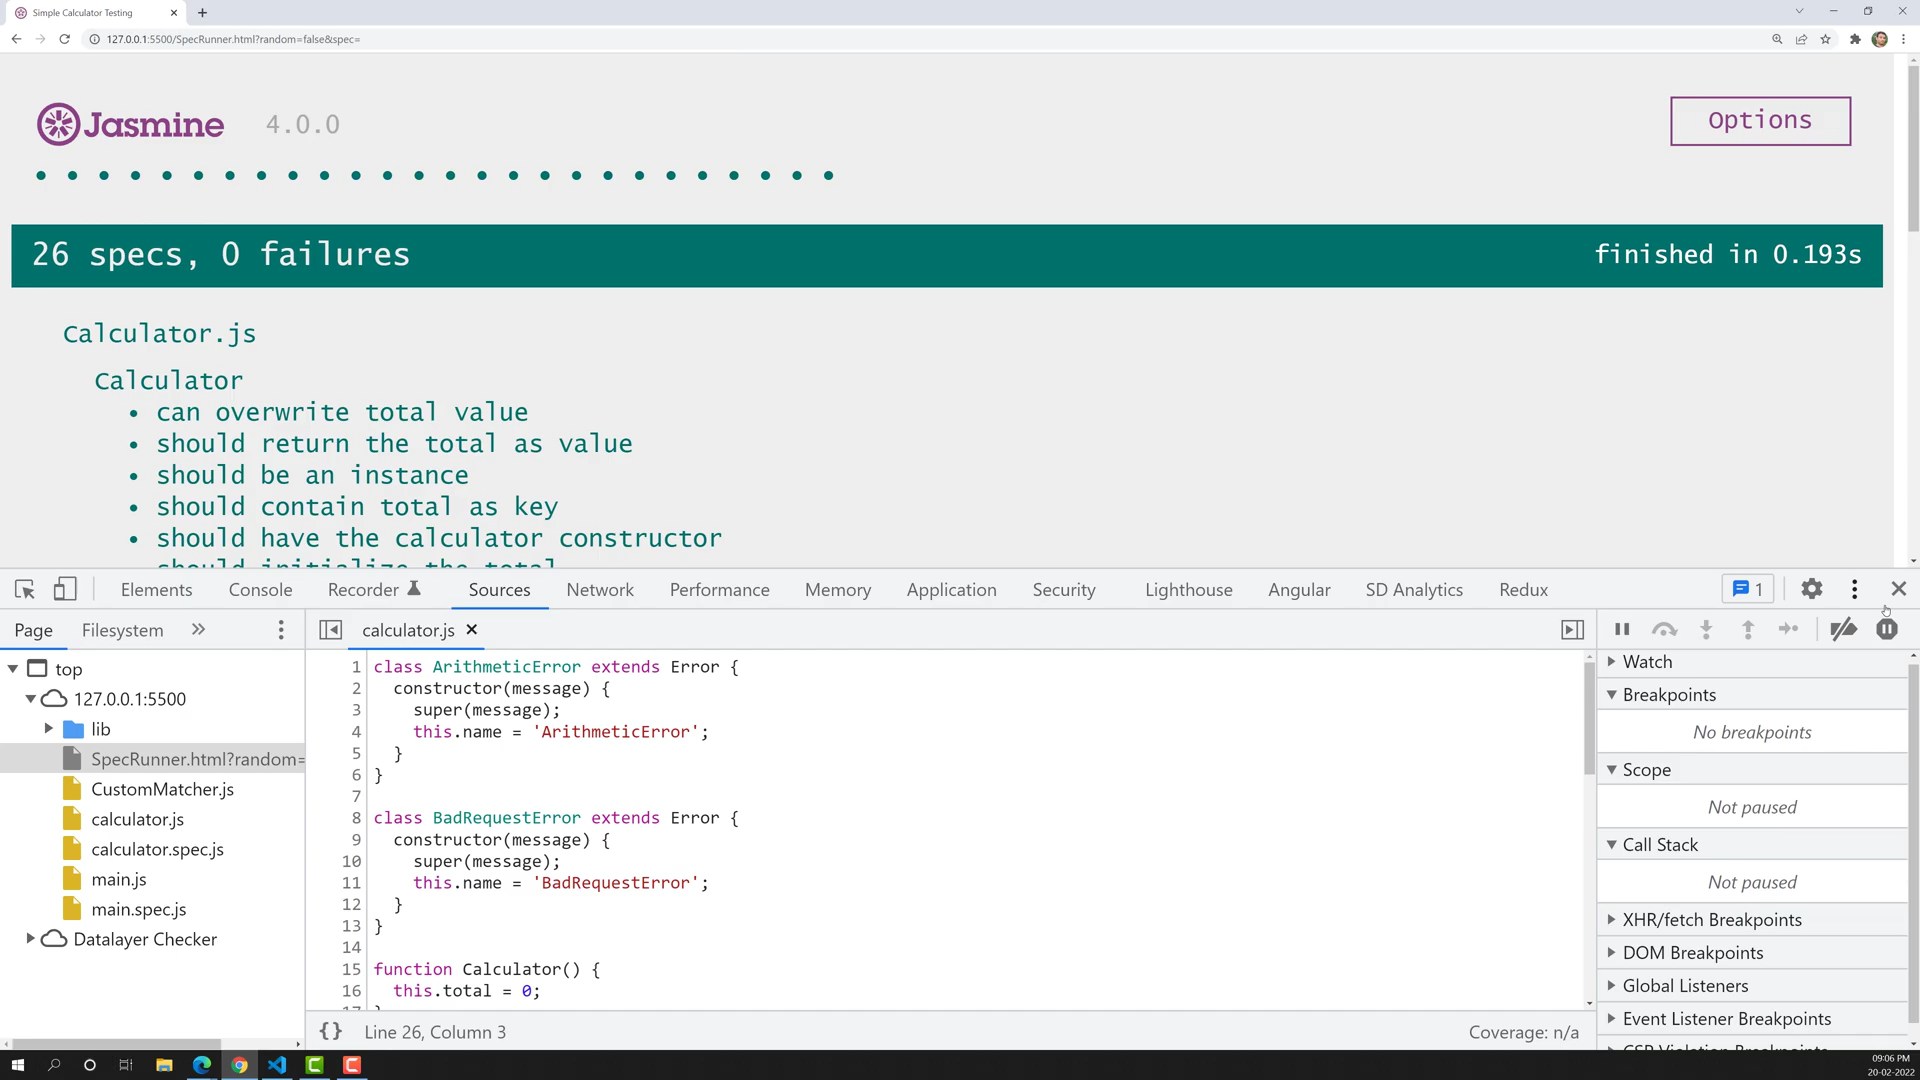 Simple Calculator Testing
127.0.0.1:5500/SpecRunner.html?random=false&spec=
Jasmine 4.0.0
Options
26 specs, 0 failures
finished in 0.193s
Calculator.js
Calculator
• can overwrite total value
• should return the total as value
• should be an instance
• should contain total as key
• should have the calculator constructor
• should initialize the total
Elements Console Recorder Sources Network Performance Memory Application Security Lighthouse Angular SD Analytics Redux 1
Page Filesystem
calculator.js
top
127.0.0.1:5500
lib
SpecRunner.html?random=
CustomMatcher.js
calculator.js
calculator.spec.js
main.js
main.spec.js
Datalayer Checker
1 class ArithmeticError extends Error {
2 constructor(message) {
3 super(message);
4 this.name = 'ArithmeticError';
5 }
6 }
7
8 class BadRequestError extends Error {
9 constructor(message) {
10 super(message);
11 this.name = 'BadRequestError';
12 }
13 }
14
15 function Calculator() {
16 this.total = 0;
17 }
{} Line 26, Column 3
Coverage: n/a
Watch
Breakpoints
No breakpoints
Scope
Not paused
Call Stack
Not paused
XHR/fetch Breakpoints
DOM Breakpoints
Global Listeners
Event Listener Breakpoints
CSP Violation Breakpoints
09:06 PM
20-02-2022